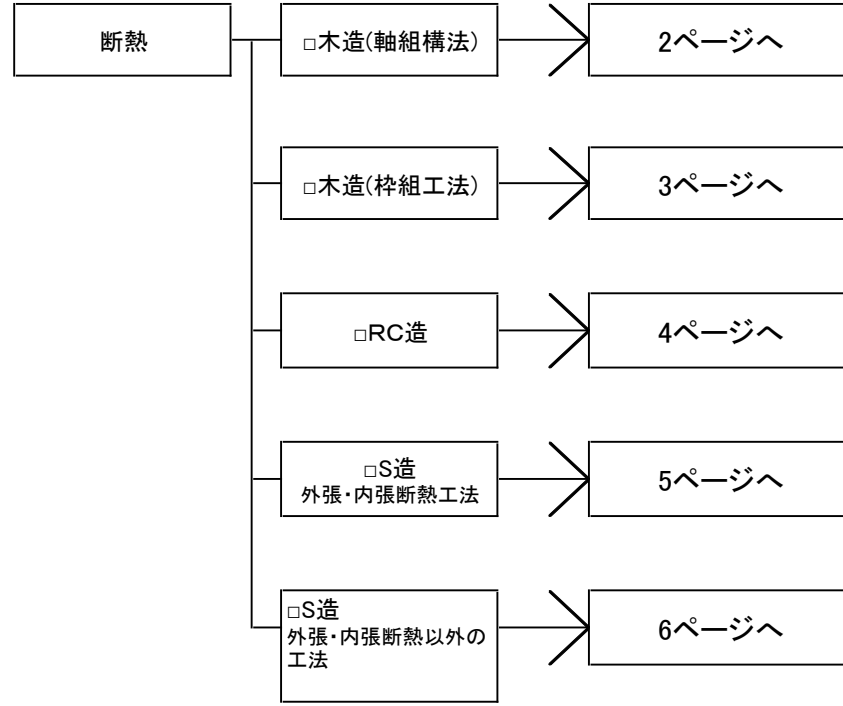 断熱
□木造(軸組構法)
2ページへ
□木造(枠組工法)
3ページへ
□RC造
4ページへ
□S造
外張・内張断熱工法
5ページへ
□S造
外張・内張断熱以外の
工法
6ページへ